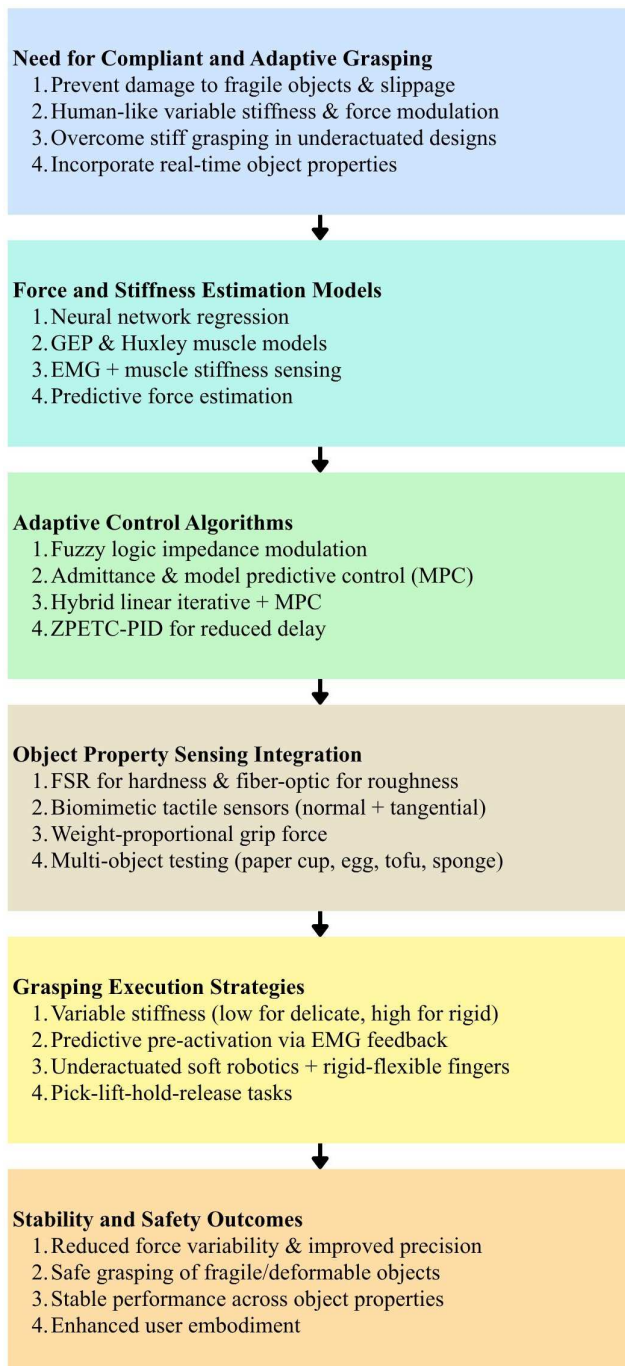 Need for Compliant and Adaptive Grasping
1. Prevent damage to fragile objects & slippage
2. Human-like variable stiffness & force modulation
3. Overcome stiff grasping in underactuated designs
4. Incorporate real-time object properties
Force and Stiffness Estimation Models
1. Neural network regression
2. GEP & Huxley muscle models
3. EMG + muscle stiffness sensing
4. Predictive force estimation
Adaptive Control Algorithms
1. Fuzzy logic impedance modulation
2. Admittance & model predictive control (MPC)
3. Hybrid linear iterative + MPC
4. ZPETC-PID for reduced delay
Object Property Sensing Integration
1. FSR for hardness & fiber-optic for roughness
2. Biomimetic tactile sensors (normal + tangential)
3. Weight-proportional grip force
4. Multi-object testing (paper cup, egg, tofu, sponge)
Grasping Execution Strategies
1. Variable stiffness (low for delicate, high for rigid)
2. Predictive pre-activation via EMG feedback
3. Underactuated soft robotics + rigid-flexible fingers
4. Pick-lift-hold-release tasks
Stability and Safety Outcomes
1. Reduced force variability & improved precision
2. Safe grasping of fragile/deformable objects
3. Stable performance across object properties
4. Enhanced user embodiment